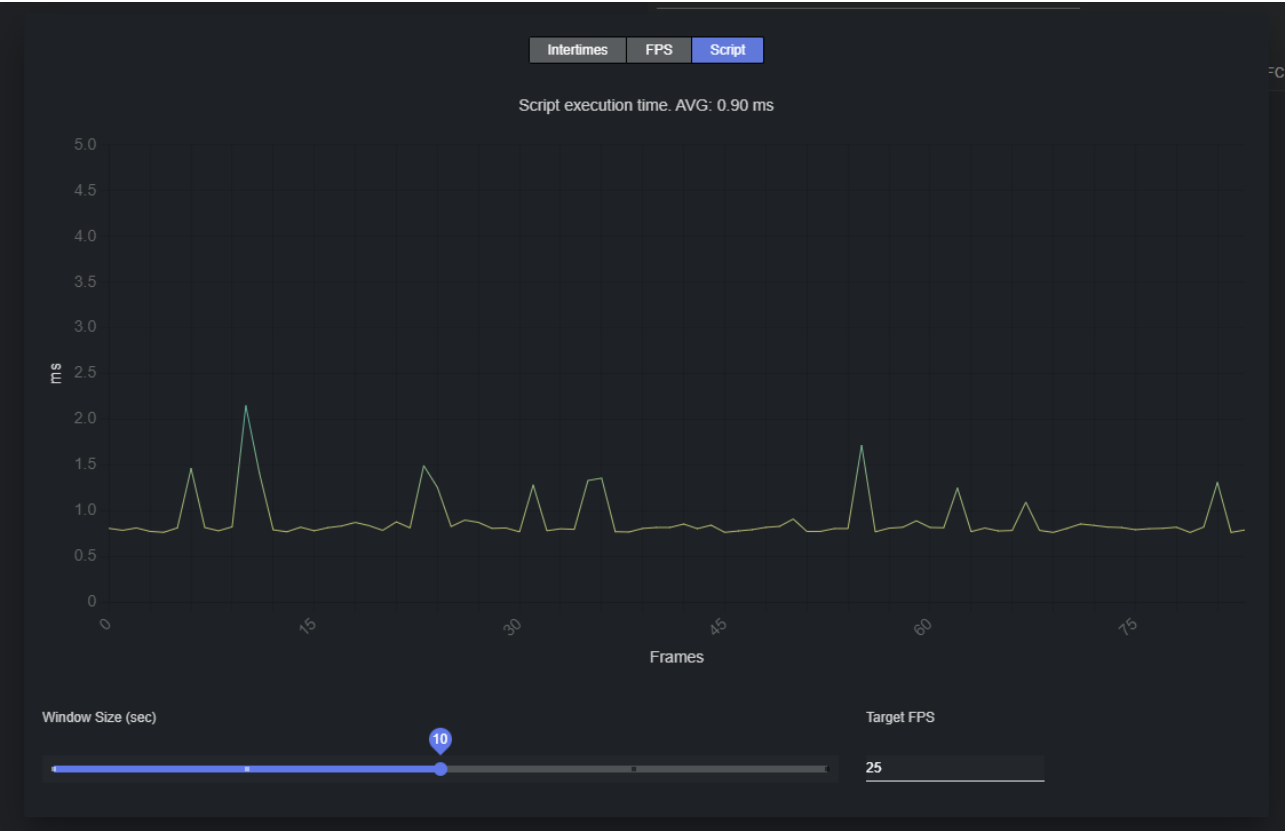 Intertimes FPS Script
FC
Script execution time. AVG: 0.90 ms
5.0
4.5
4.0
3.5
3.0
ms
2.5
2.0
1.5
1.0
0.5
0
0 15 30 45 60 75
Frames
Window Size (sec) Target FPS
10
25